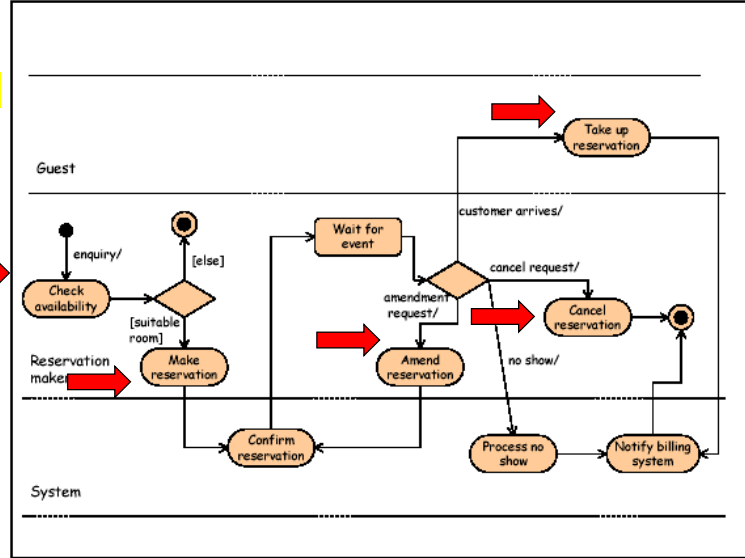 Take up
reservation
Guest
customer arrives/
Wait for
event
enquiry/
[else]
cancel request/
Check
availability
amendment
request/
Cancel
reservation
[suitable
room]
Reservation
Make
reservation
Amend
reservation
no show/
Confirm
reservation
Process no
show
Notify billing
system
System